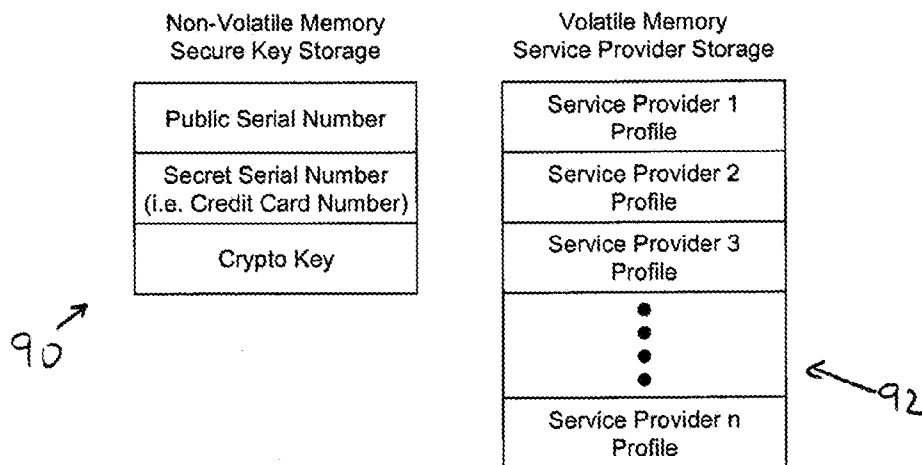 Non-Volatile Memory
Secure Key Storage
Public Serial Number
Secret Serial Number
(i.e. Credit Card Number)
Crypto Key
90
Volatile Memory
Service Provider Storage
Service Provider 1
Profile
Service Provider 2
Profile
Service Provider 3
Profile
Service Provider n
Profile
92